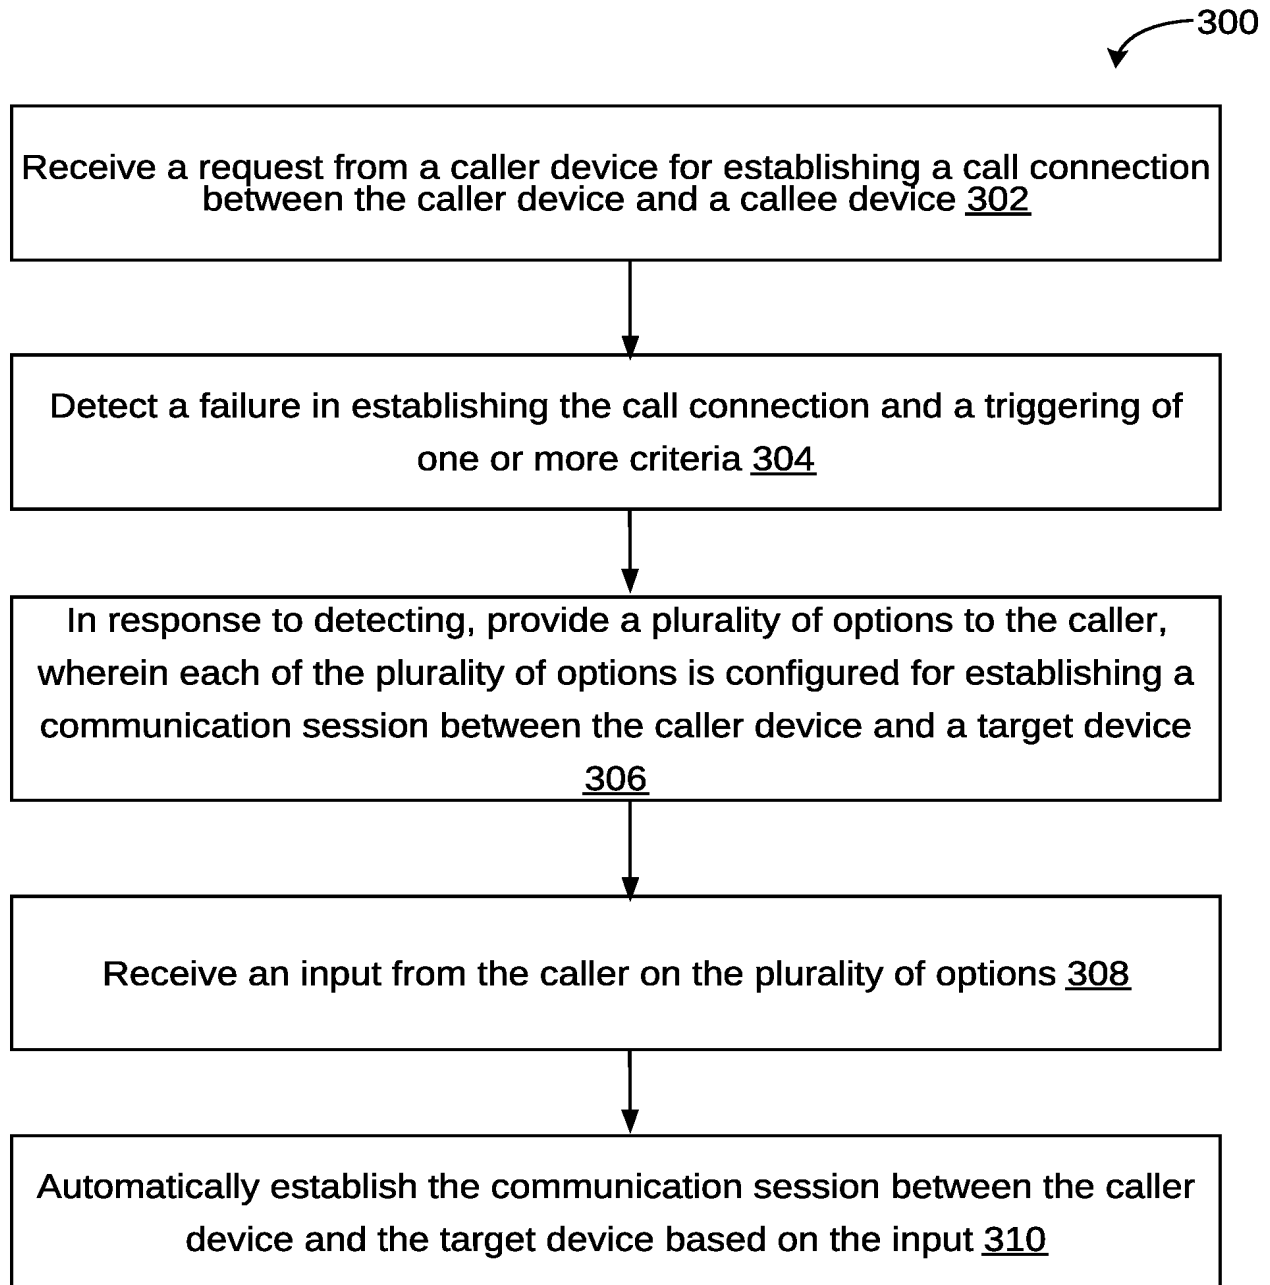 300
Receive a request from a caller device for establishing a call connection
between the caller device and a callee device 302
Detect a failure in establishing the call connection and a triggering of
one or more criteria 304
In response to detecting, provide a plurality of options to the caller,
wherein each of the plurality of options is configured for establishing a
communication session between the caller device and a target device
306
Receive an input from the caller on the plurality of options 308
Automatically establish the communication session between the caller
device and the target device based on the input 310